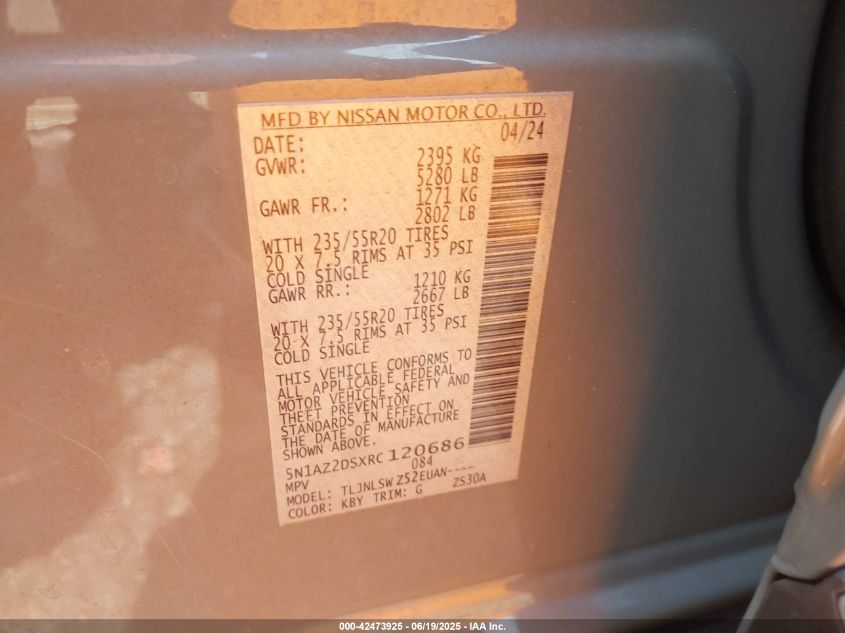 MFD BY NISSAN MOTOR CO., LTD.
DATE: 04/24
GVWR: 2395 KG
5280 LB
GAWR FR.: 1271 KG
2802 LB
WITH 235/55R20 TIRES
20 X 7.5 RIMS AT 35 PSI
COLD SINGLE
GAWR RR.: 1210 KG
2667 LB
WITH 235/55R20 TIRES
20 X 7.5 RIMS AT 35 PSI
COLD SINGLE
THIS VEHICLE CONFORMS TO
ALL APPLICABLE FEDERAL
MOTOR VEHICLE SAFETY AND
THEFT PREVENTION
STANDARDS IN EFFECT ON
THE DATE OF MANUFACTURE
SHOWN ABOVE.
5N1AZ2DSXRC120686
MPV 084
MODEL: TLJNLSWZ52EUAN----
COLOR: KBY TRIM: G ZS30A
000-42473925 - 06/19/2025 - IAA Inc.